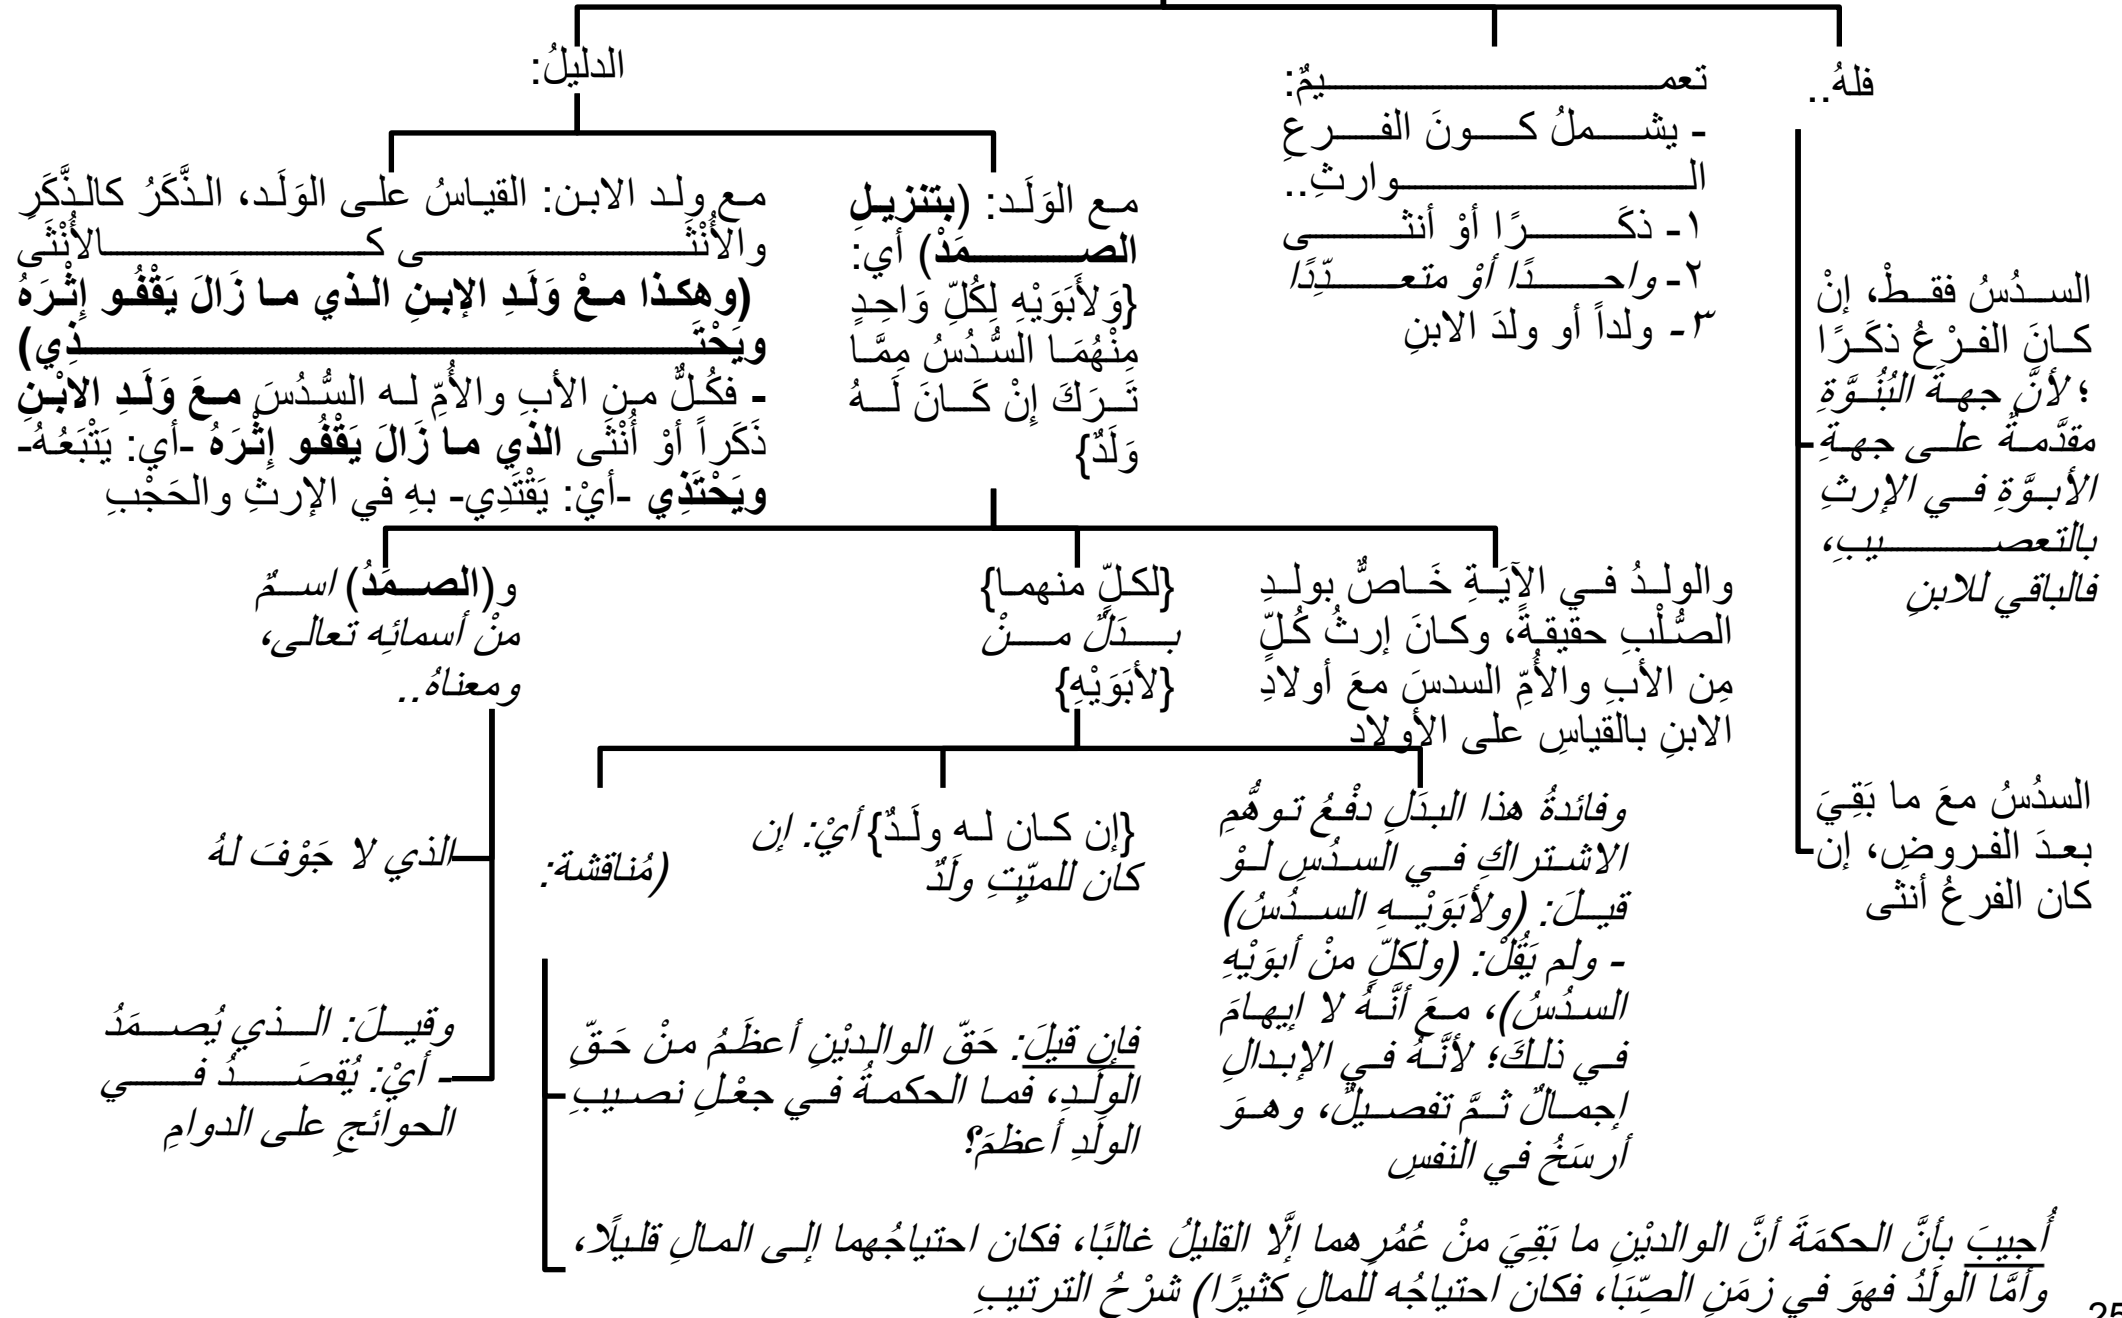 فلهُ..
السدُسُ فقطْ، إنْ
كانَ الفرْعُ ذكَرًا
؛ لأنَّ جهةَ البُنُوَّةِ
مقدَّمةٌ على جهةِ
الأبوَّةِ في الإرثِ
بالتعصيبِ،
فالباقي للابنِ
السدُسُ معَ ما بَقِيَ
بعدَ الفروضِ، إن
كان الفرعُ أنثى
تعميمٌ:
- يشملُ كونَ الفرعِ
الوارثِ..
١- ذكَرًا أوْ أنثى
٢- واحدًا أوْ متعدّدًا
٣- ولداً أو ولدَ الابنِ
الدليلُ:
مع الوَلَد: (بتنزيلِ
الصمَدْ) أي:
{وَلأَبَوَيْهِ لِكُلّ وَاحِدٍ
مِنْهُمَا السُّدُسُ مِمَّا
تَرَكَ إِنْ كَانَ لَهُ
وَلَدٌ}
مع ولد الابن: القياسُ على الوَلَد، الذَّكَرُ كالذَّكَرِ
والأُنْثَى كالأُنْثَى
(وهكذا معْ وَلَدِ الإبنِ الذي ما زَالَ يَقْفُو إثْرَهُ
ويَحْتَذِي)
- فكُلٌّ من الأبِ والأُمِّ له السُّدُسَ معَ وَلَدِ الابْنِ
ذَكَراً أوْ أُنْثَى الذي ما زَالَ يَقْفُو إِثْرَهُ -أي: يَتْبَعُهُ-
ويَحْتَذِي -أيْ: يَقْتَدِي- بهِ في الإرثِ والحَجْبِ
والولدُ في الآيَةِ خَاصٌّ بولدِ
الصُّلْبِ حقيقةً، وكانَ إرثُ كُلٍّ
مِن الأبِ والأُمِّ السدسَ معَ أولادِ
الابنِ بالقياسِ على الأولاد
{لكلّ منهما}
بدَلٌ منْ
{لأبَوَيْهِ}
و(الصمَدُ) اسمٌ
منْ أسمائِه تعالى،
ومعناهُ..
الذي لا جَوْفَ لهُ
وقيلَ: الذي يُصمَدُ
- أيْ: يُقصَدُ في
الحوائجِ على الدوامِ
وفائدةُ هذا البدَلِ دفْعُ توهُّمِ
الاشتراكِ في السدُسِ لوْ
قيلَ: (ولأبَوَيْهِ السدُسُ)
- ولم يَقُلْ: (ولكلّ منْ أبوَيْهِ
السدُسُ)، معَ أنَّهُ لا إيهامَ
في ذلكَ؛ لأنَّهُ في الإبدالِ
إجمالٌ ثمَّ تفصيلٌ، وهوَ
أرسَخُ في النفسِ
{إن كان له ولَدٌ} أيْ: إن
كان للميّتِ ولَدٌ
(مُناقشة:
فإن قيلَ: حَقّ الوالديْنِ أعظَمُ منْ حَقّ
الولَدِ، فما الحكمةُ في جعْلِ نصيبِ
الولَدِ أعظمَ؟
أُجيبَ بأنَّ الحكمَةَ أنَّ الوالديْنِ ما بَقِيَ منْ عُمُرِهما إلَّا القليلُ غالبًا، فكان احتياجُهما إلى المالِ قليلًا،
وأمَّا الولَدُ فهوَ في زمَنِ الصِّبَا، فكان احتياجُه للمالِ كثيرًا) شرْحُ الترتيبِ